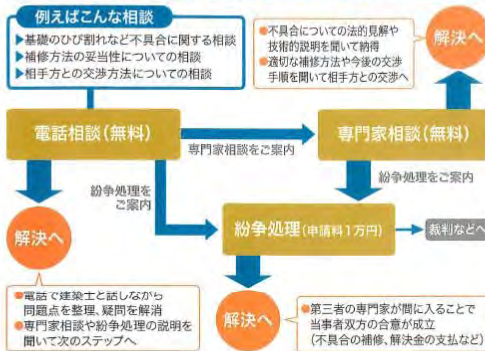 例えばこんな相談
▶基礎のひび割れなど不具合に関する相談
▶補修方法の妥当性についての相談
▶相手方との交渉方法についての相談
●不具合についての法的見解や
技術的説明を聞いて納得
●適切な補修方法や今後の交渉
手順を聞いて相手方との交渉へ
解決へ
電話相談(無料)
専門家相談をご案内
専門家相談(無料)
紛争処理を
ご案内
紛争処理をご案内
解決へ
紛争処理(申請料1万円)
裁判などへ
●電話で建築士と話しながら
問題点を整理、疑問を解消
●専門家相談や紛争処理の説明を
聞いて次のステップへ
解決へ
●第三者の専門家が間に入ることで
当事者双方の合意が成立
(不具合の補修、解決金の支払など)